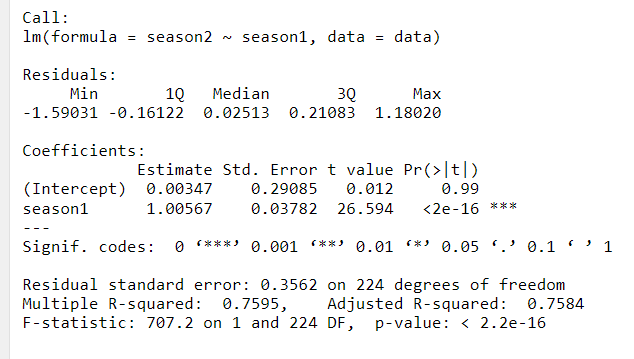 Call:
lm(formula = season2 ~ season1, data = data)
Residuals:
Min 1Q Median 3Q Max
-1.59031 -0.16122 0.02513 0.21083 1.18020
Coefficients:
Estimate Std. Error t value Pr(>|t|)
(Intercept) 0.00347 0.29085 0.012 0.99
season1 1.00567 0.03782 26.594 <2e-16 ***
---
Signif. codes: 0 ‘***’ 0.001 ‘**’ 0.01 ‘*’ 0.05 ‘.’ 0.1 ‘ ’ 1
Residual standard error: 0.3562 on 224 degrees of freedom
Multiple R-squared: 0.7595, Adjusted R-squared: 0.7584
F-statistic: 707.2 on 1 and 224 DF, p-value: < 2.2e-16